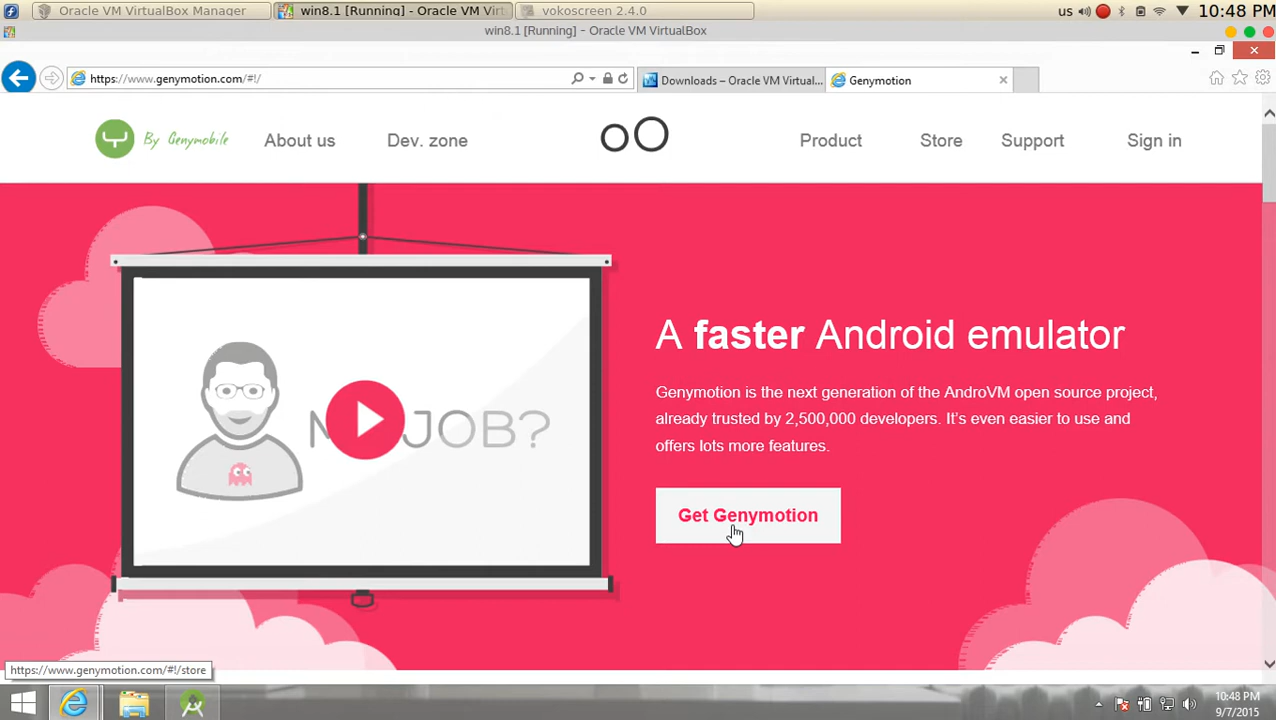 Oracle VM VirtualBox Manager
win8.1 [Running] - Oracle VM Virt
vokoscreen 2.4.0
us
10:48 PM
win8.1 [Running] - Oracle VM VirtualBox
https://www.genymotion.com/#!/
Downloads – Oracle VM Virtual...
Genymotion
By Genymobile
About us
Dev. zone
Product
Store
Support
Sign in
JOB?
A faster Android emulator
Genymotion is the next generation of the AndroVM open source project,
already trusted by 2,500,000 developers. It's even easier to use and
offers lots more features.
Get Genymotion
https://www.genymotion.com/#!/store
10:48 PM
9/7/2015